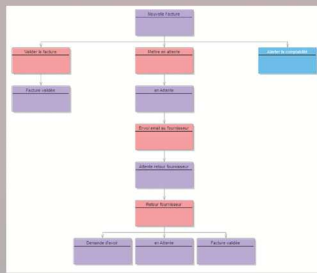 Nouvelle Facture
Valider la facture
Mettre en attente
Alerter la comptabilité
Facture validée
en Attente
Envoi email au fournisseur
Attente retour fournisseur
Retour fournisseur
Demande d'avoir
en Attente
Facture validée